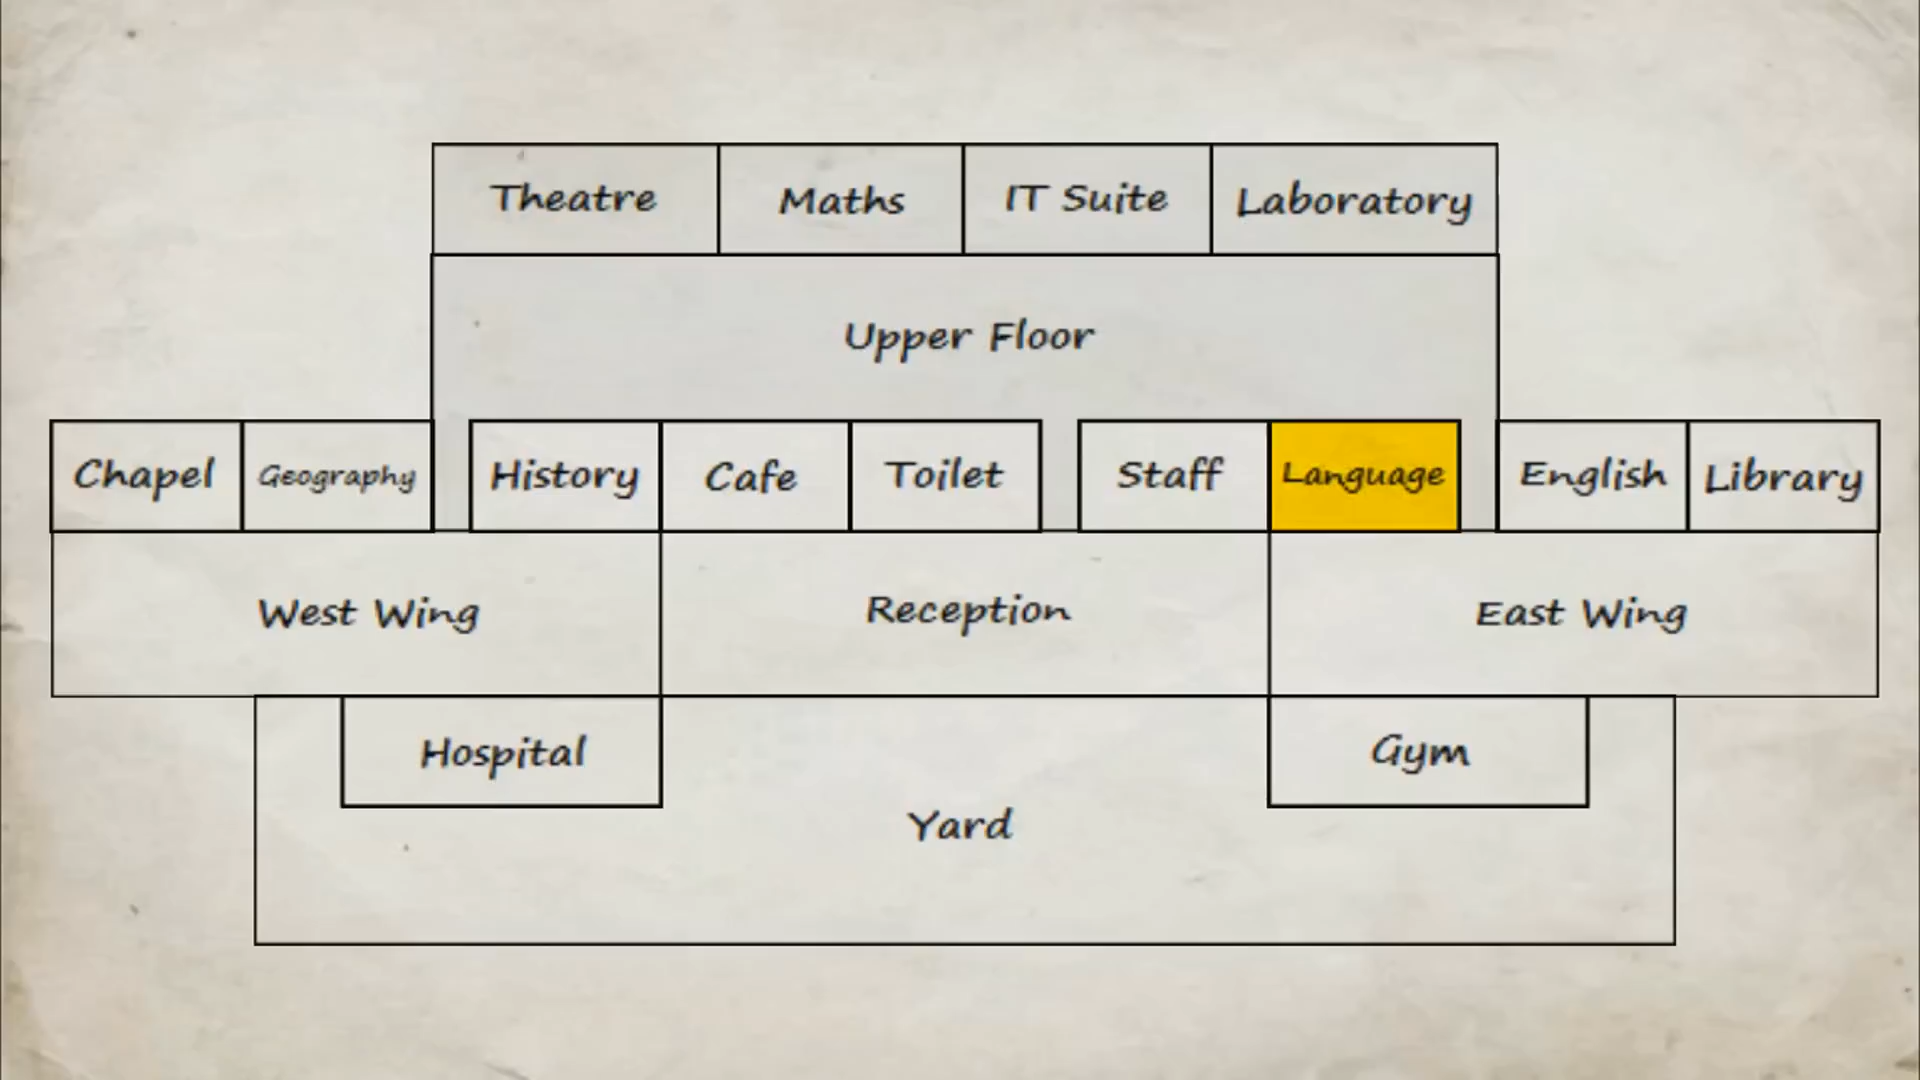 Theatre
Maths
IT Suite
Laboratory
Upper Floor
Chapel
Geography
History
Cafe
Toilet
Staff
Language
English
Library
West Wing
Reception
East Wing
Hospital
Gym
Yard